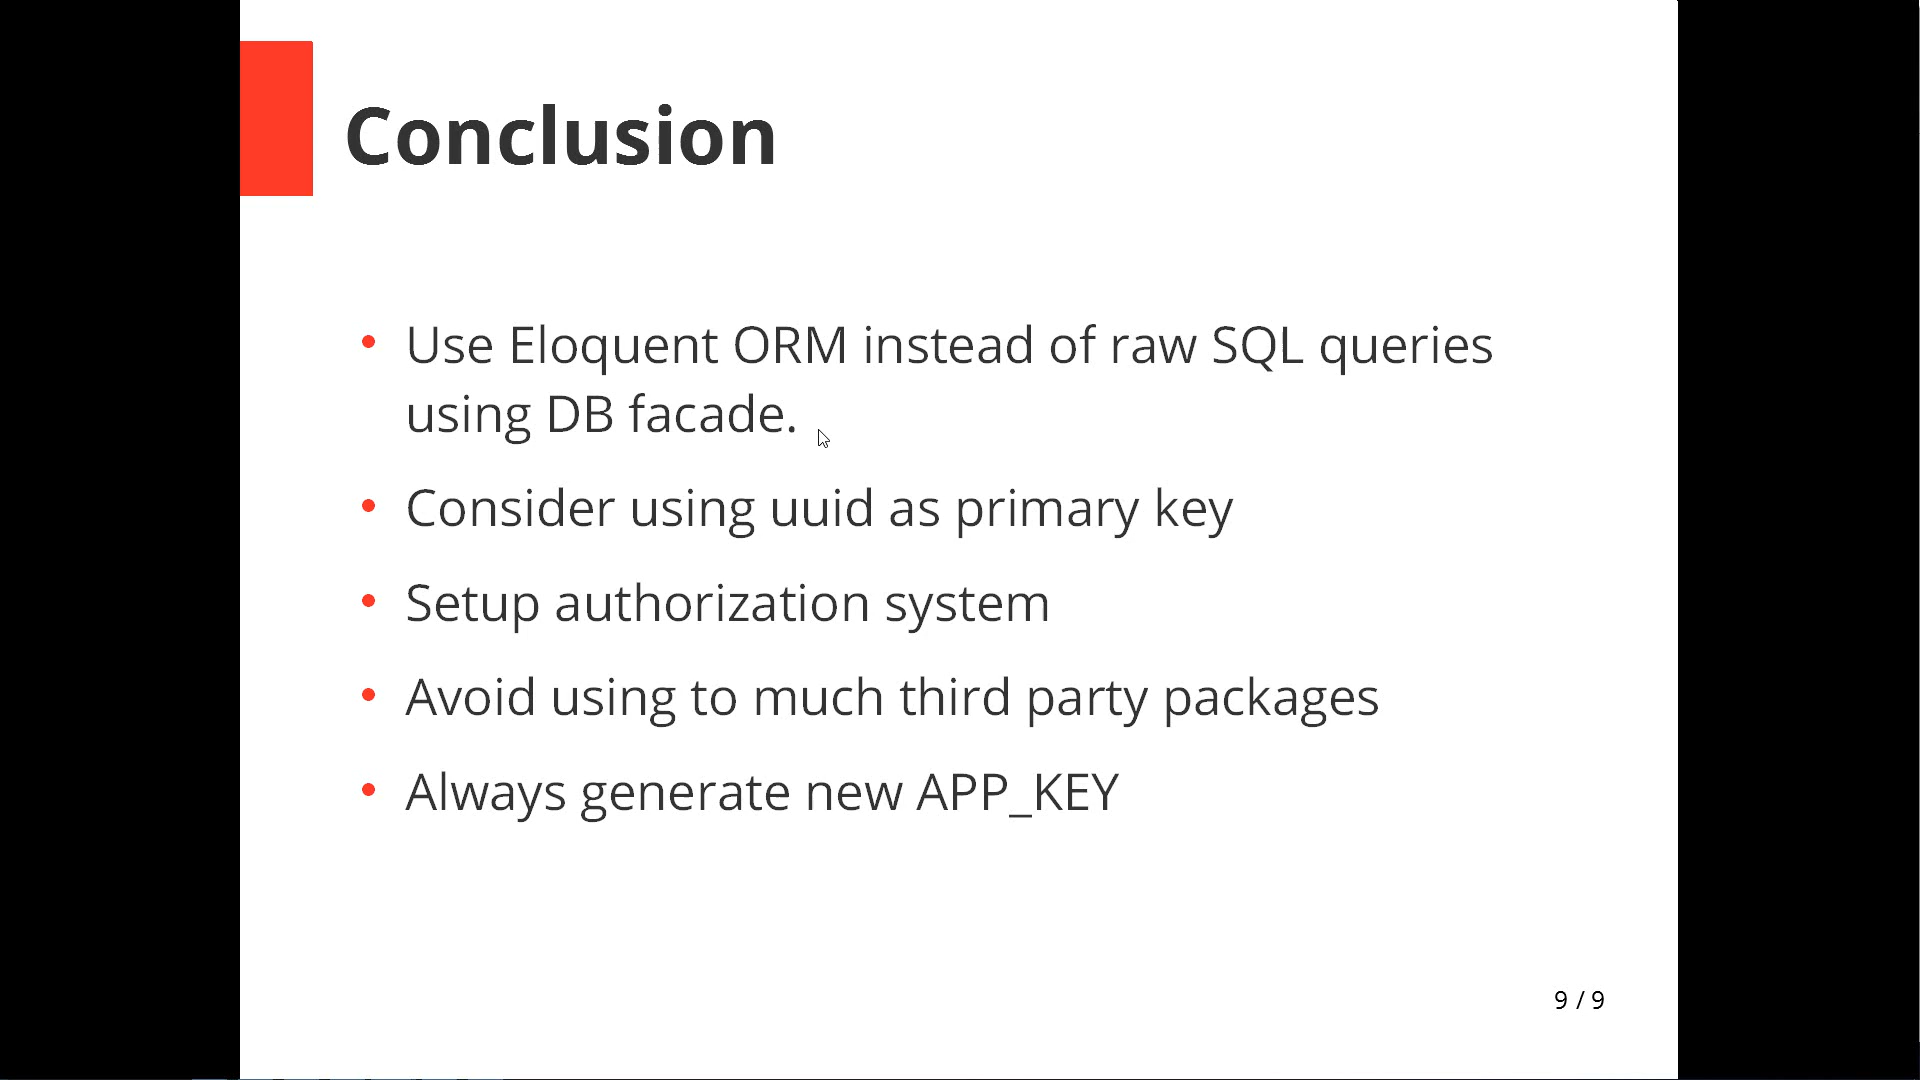 Conclusion
• Use Eloquent ORM instead of raw SQL queries
using DB facade.
• Consider using uuid as primary key
• Setup authorization system
• Avoid using to much third party packages
• Always generate new APP_KEY
9 / 9